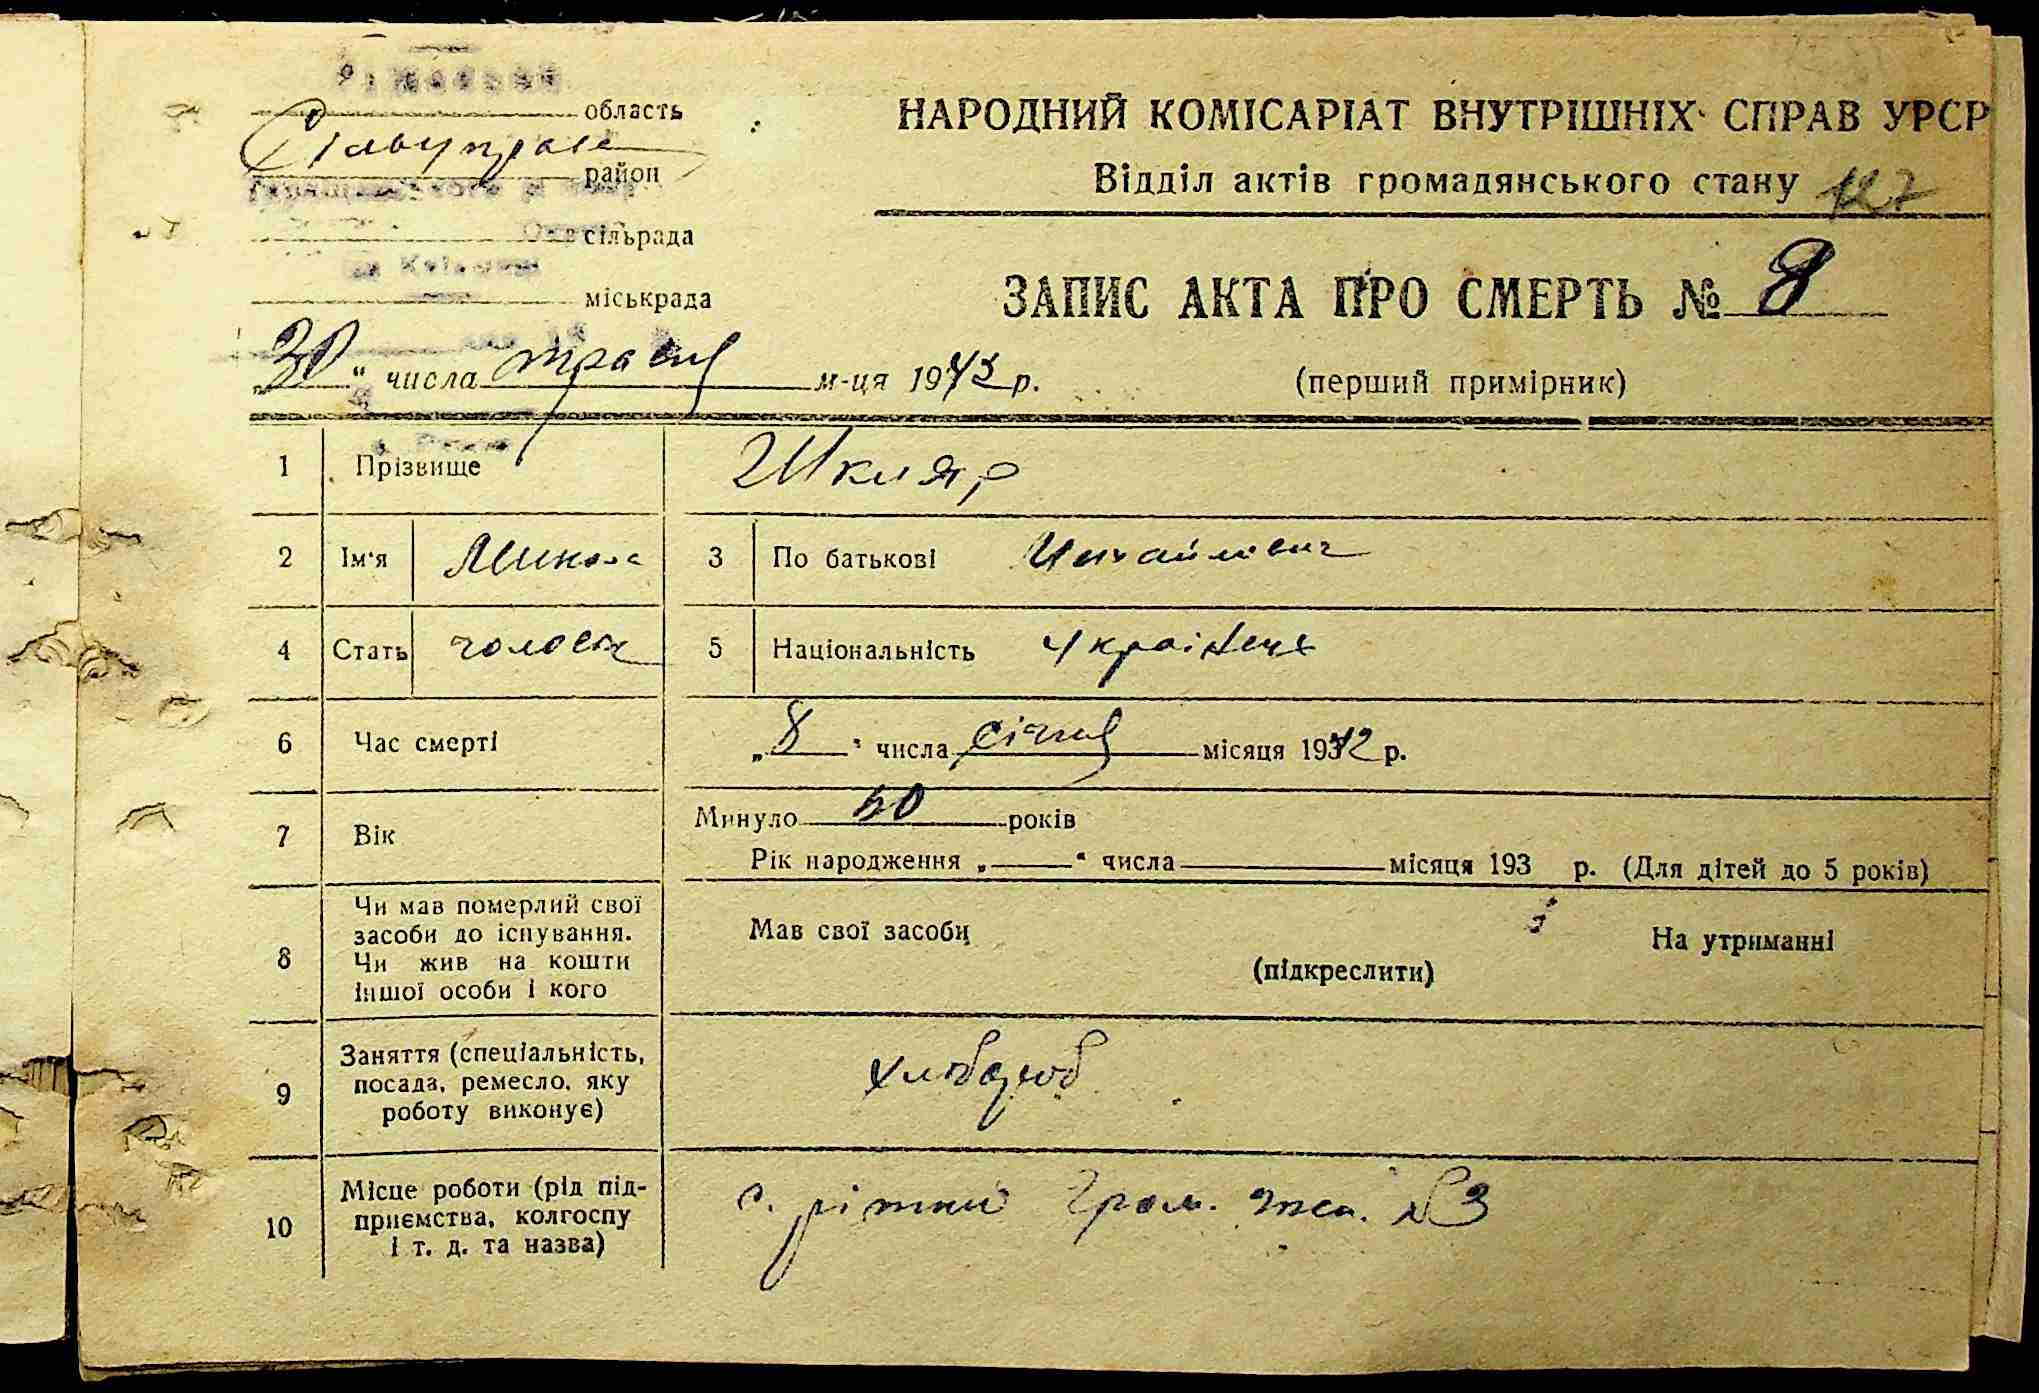 область
Сільуправа
район
сільрада
міськрада
НАРОДНИЙ КОМІСАРІАТ ВНУТРІШНІХ СПРАВ УРСР
Відділ актів громадянського стану 127
ЗАПИС АКТА ПРО СМЕРТЬ № 8
(перший примірник)
„30“ числа травня м-ця 1943 р.
1 Прізвище Шкляр
2 Ім'я Микола 3 По батькові Михайлович
4 Стать чолов 5 Національність Українець
6 Час смерті „8“ числа січня місяця 1942 р.
7 Вік Минуло 50 років
Рік народження „—“ числа місяця 193 р. (Для дітей до 5 років)
8 Чи мав померлий свої засоби до існування. Чи жив на кошти іншої особи і кого
Мав свої засоби (підкреслити) На утриманні
9 Заняття (спеціальність, посада, ремесло, яку роботу виконує) хлібороб
10 Місце роботи (рід підприємства, колгоспу і т. д. та назва) с. Ріжки Гром. №3